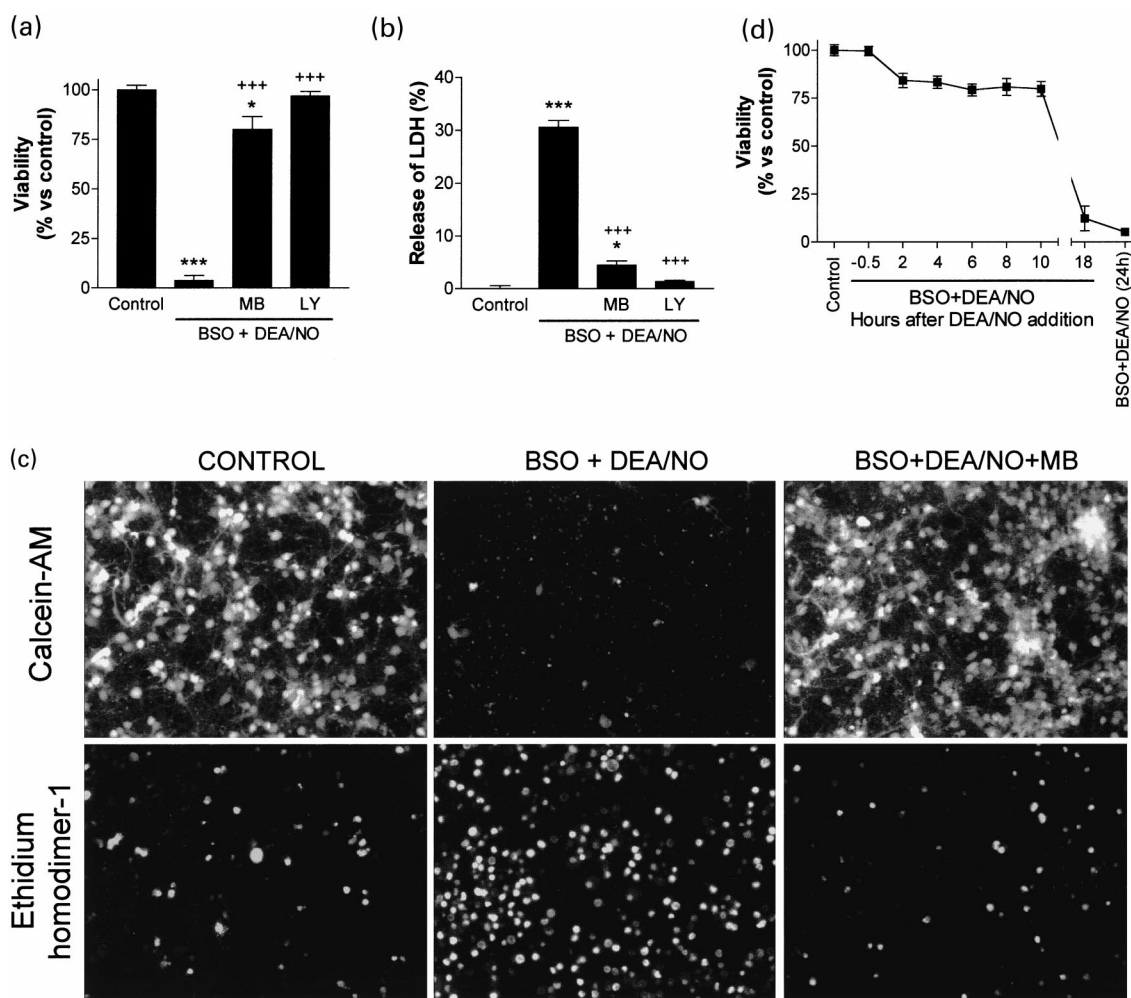 (a)
Viability
(% vs control)
100
75
50
25
0
***
+++
*
+++
Control
MB
LY
BSO + DEA/NO
(b)
Release of LDH (%)
40
30
20
10
0
***
+++
*
+++
Control
MB
LY
BSO + DEA/NO
(d)
Viability
(% vs control)
100
75
50
25
0
Control
-0.5
2
4
6
8
10
18
BSO+DEA/NO
Hours after DEA/NO addition
BSO+DEA/NO (24h)
(c)
CONTROL
BSO + DEA/NO
BSO+DEA/NO+MB
Calcein-AM
Ethidium
homodimer-1